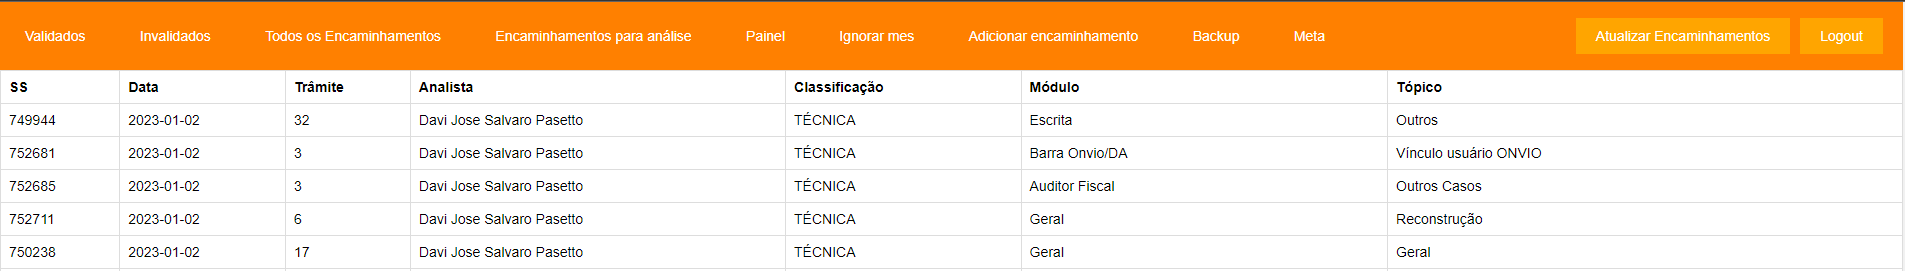 Validados Invalidados Todos os Encaminhamentos Encaminhamentos para análise Painel Ignorar mes Adicionar encaminhamento Backup Meta Atualizar Encaminhamentos Logout
SS Data Trâmite Analista Classificação Módulo Tópico
749944 2023-01-02 32 Davi Jose Salvaro Pasetto TÉCNICA Escrita Outros
752681 2023-01-02 3 Davi Jose Salvaro Pasetto TÉCNICA Barra Onvio/DA Vínculo usuário ONVIO
752685 2023-01-02 3 Davi Jose Salvaro Pasetto TÉCNICA Auditor Fiscal Outros Casos
752711 2023-01-02 6 Davi Jose Salvaro Pasetto TÉCNICA Geral Reconstrução
750238 2023-01-02 17 Davi Jose Salvaro Pasetto TÉCNICA Geral Geral